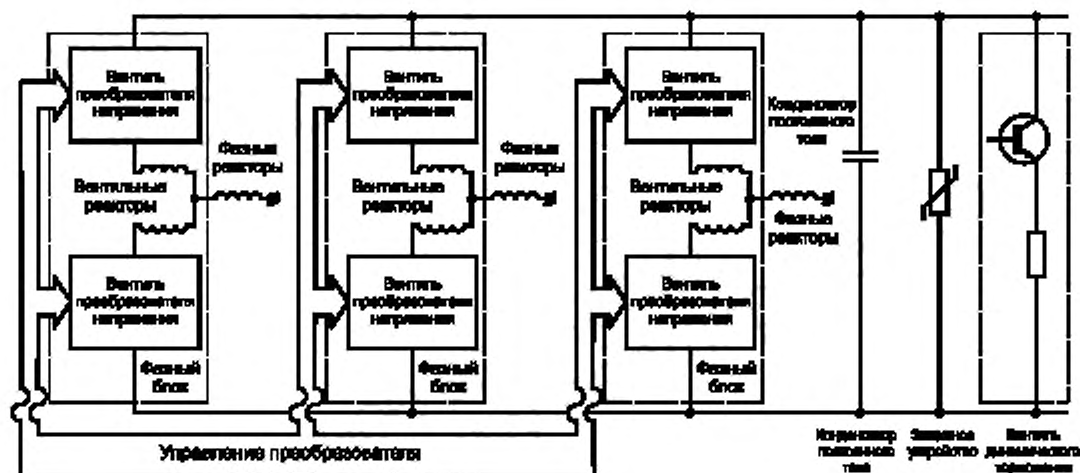 Вентиль
преобразователя
напряжения
Вентиль
преобразователя
напряжения
Вентиль
преобразователя
напряжения
Конденсатор
постоянного
тока
Фазные
реакторы
Фазные
реакторы
Вентильные
реакторы
Вентильные
реакторы
Вентильные
реакторы
Фазные
реакторы
Вентиль
преобразователя
напряжения
Вентиль
преобразователя
напряжения
Вентиль
преобразователя
напряжения
Фазный
блок
Фазный
блок
Фазный
блок
Управление преобразователя
Конденсатор
постоянного
тока
устройство
Вентиль
динамического
торможения